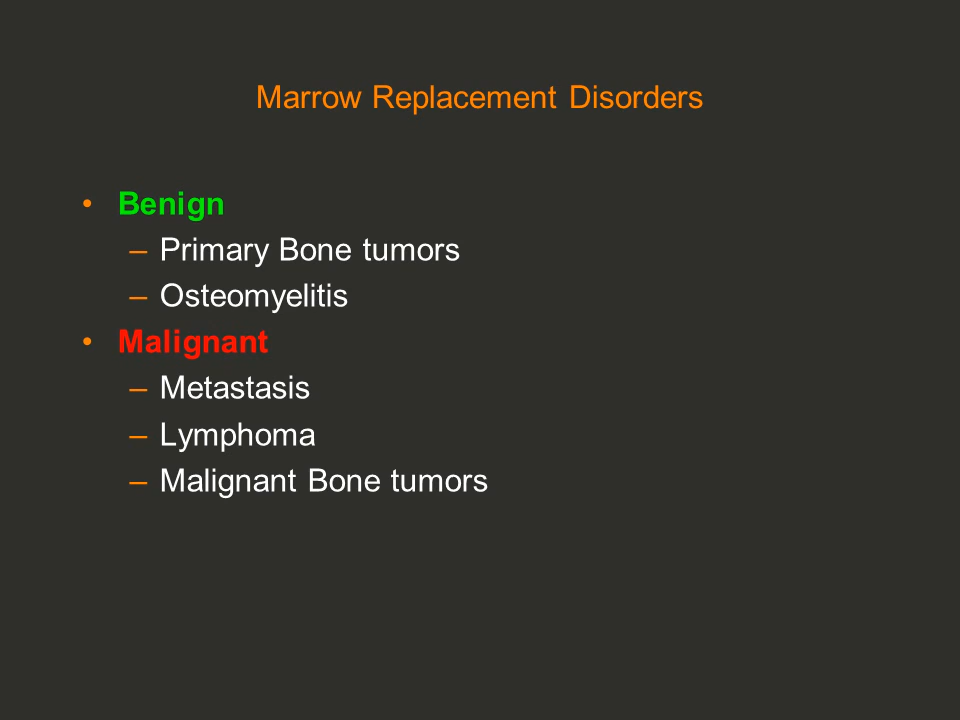 Marrow Replacement Disorders
• Benign
– Primary Bone tumors
– Osteomyelitis
• Malignant
– Metastasis
– Lymphoma
– Malignant Bone tumors